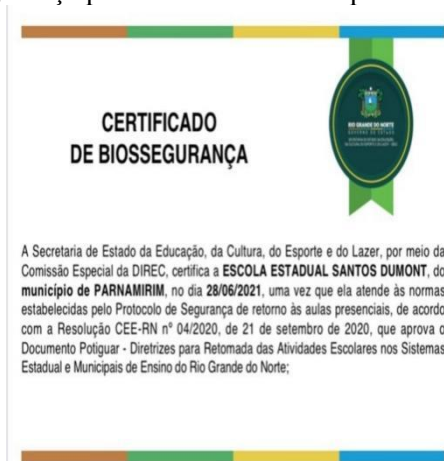 CERTIFICADO
DE BIOSSEGURANÇA
RIO GRANDE DO NORTE
A Secretaria de Estado da Educação, da Cultura, do Esporte e do Lazer, por meio da
Comissão Especial da DIREC, certifica a ESCOLA ESTADUAL SANTOS DUMONT, do
município de PARNAMIRIM, no dia 28/06/2021, uma vez que ela atende às normas
estabelecidas pelo Protocolo de Segurança de retorno às aulas presenciais, de acordo
com a Resolução CEE-RN nº 04/2020, de 21 de setembro de 2020, que aprova o
Documento Potiguar - Diretrizes para Retomada das Atividades Escolares nos Sistemas
Estadual e Municipais de Ensino do Rio Grande do Norte;